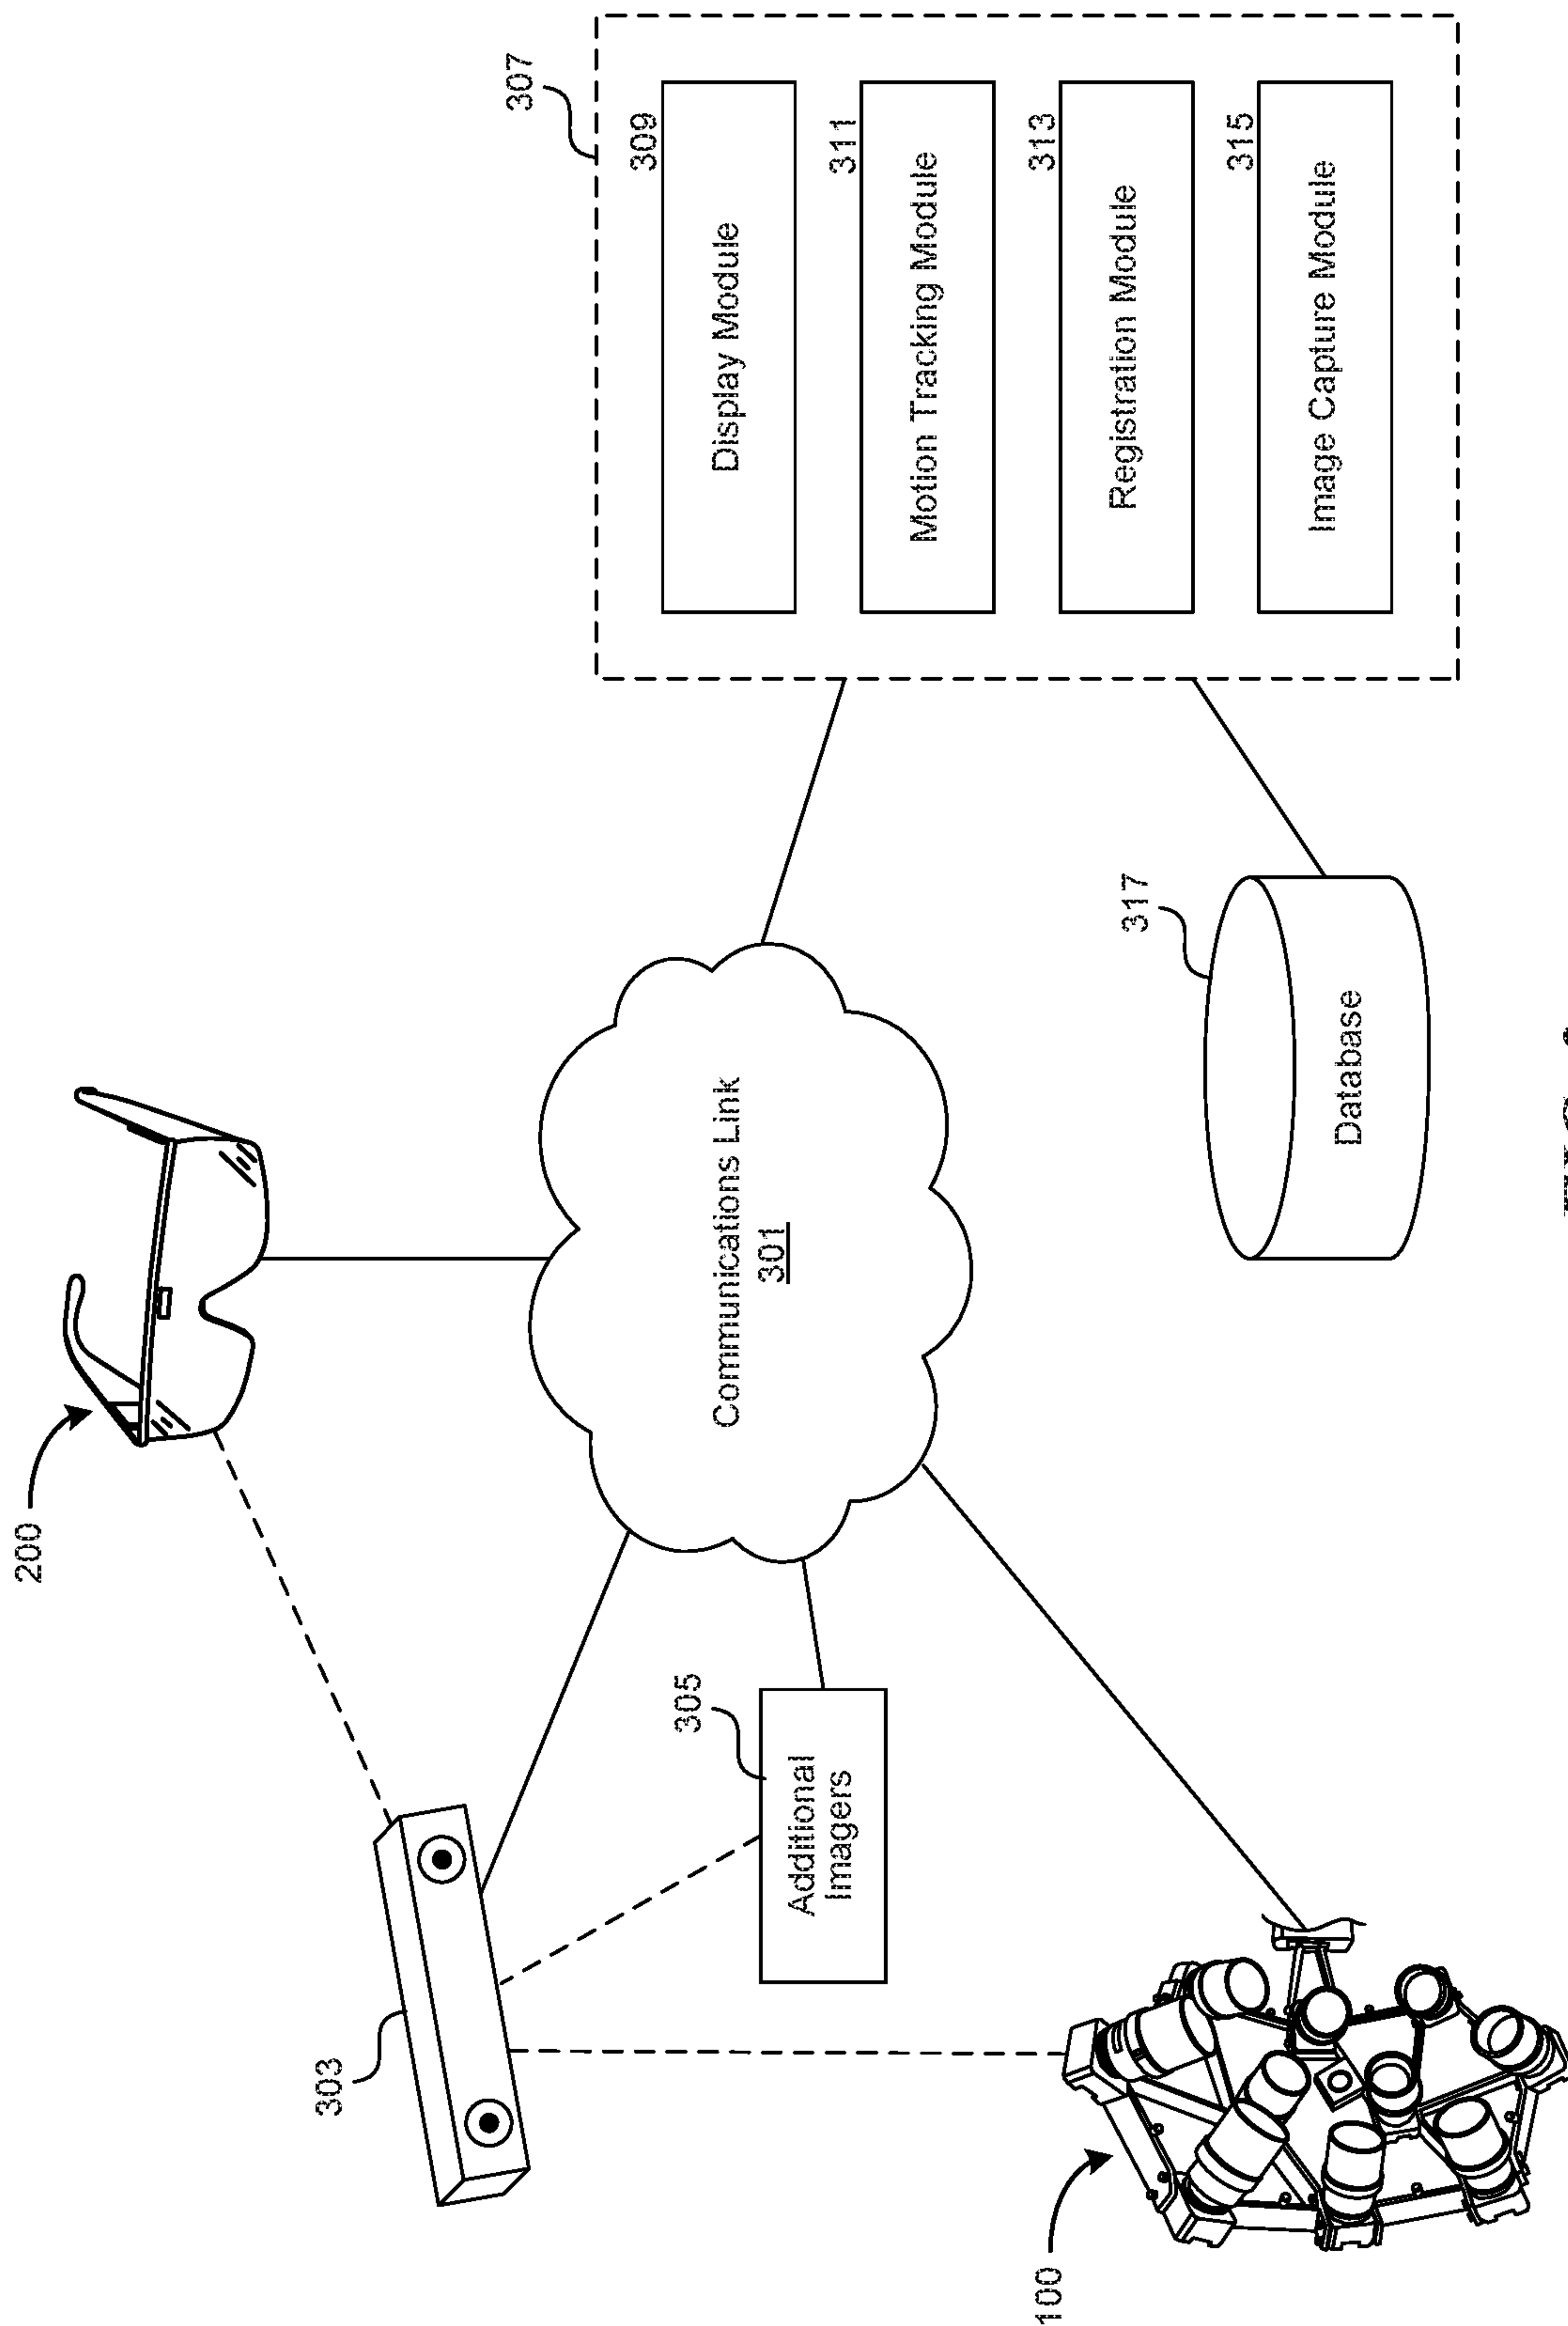 200
303
305
Additional
Imagers
100
Communications Link
301
307
309
Display Module
311
Motion Tracking Module
313
Registration Module
315
Image Capture Module
317
Database